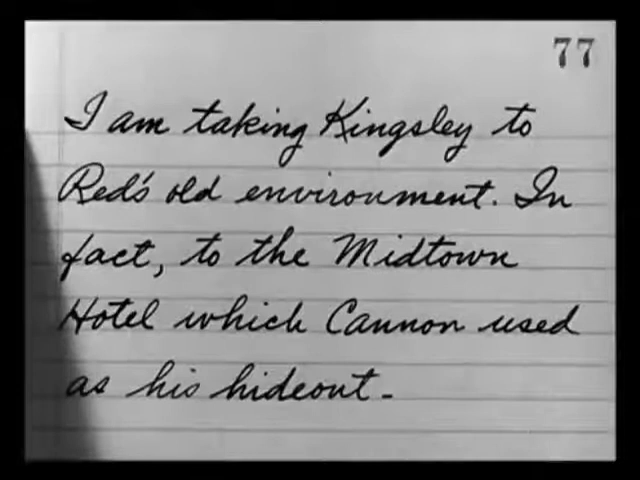 77
I am taking Kingsley to
Red's old environment. In
fact, to the Midtown
Hotel which Cannon used
as his hideout-